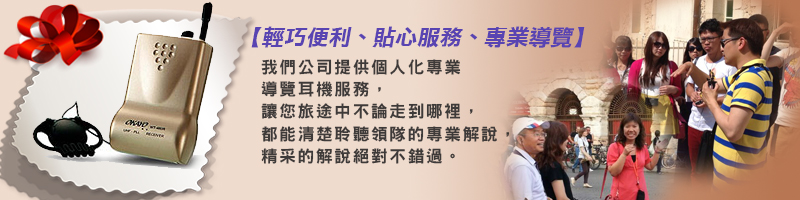 【輕巧便利、貼心服務、專業導覽】
我們公司提供個人化專業
導覽耳機服務，
讓您旅途中不論走到哪裡，
都能清楚聆聽領隊的專業解說，
精采的解說絕對不錯過。
OKAYO
RECEIVER